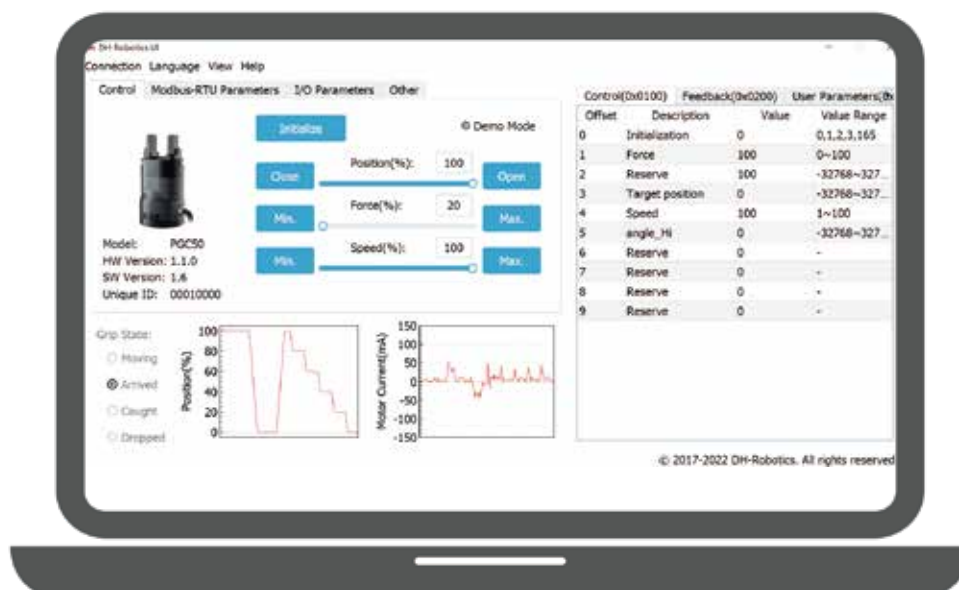 DH-Robotics UI
Connection Language View Help
Control Modbus-RTU Parameters I/O Parameters Other
Initialize
Demo Mode
Close
Position(%): 100
Open
Min.
Force(%): 20
Max.
Min.
Speed(%): 100
Max.
Model: PGC50
HW Version: 1.1.0
SW Version: 1.6
Unique ID: 00010000
Grip State:
Moving
Arrived
Caught
Dropped
Position(%)
100
80
60
40
20
0
Motor Current(mA)
150
100
50
0
-50
-100
-150
Control(0x0100) Feedback(0x0200) User Parameters(0x
Offset Description Value Value Range
0 Initialization 0 0,1,2,3,165
1 Force 100 0~100
2 Reserve 100 -32768~327...
3 Target position 0 -32768~327...
4 Speed 100 1~100
5 angle_Hi 0 -32768~327...
6 Reserve 0 -
7 Reserve 0 -
8 Reserve 0 -
9 Reserve 0 -
© 2017-2022 DH-Robotics. All rights reserved